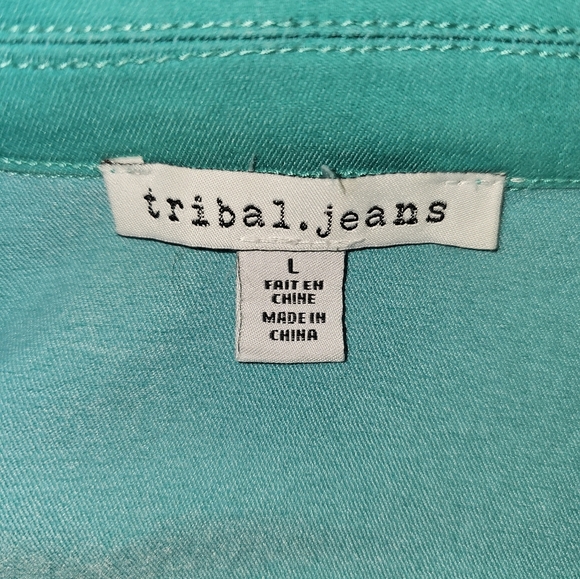 tribal.jeans
L
FAIT EN
CHINE
MADE IN
CHINA